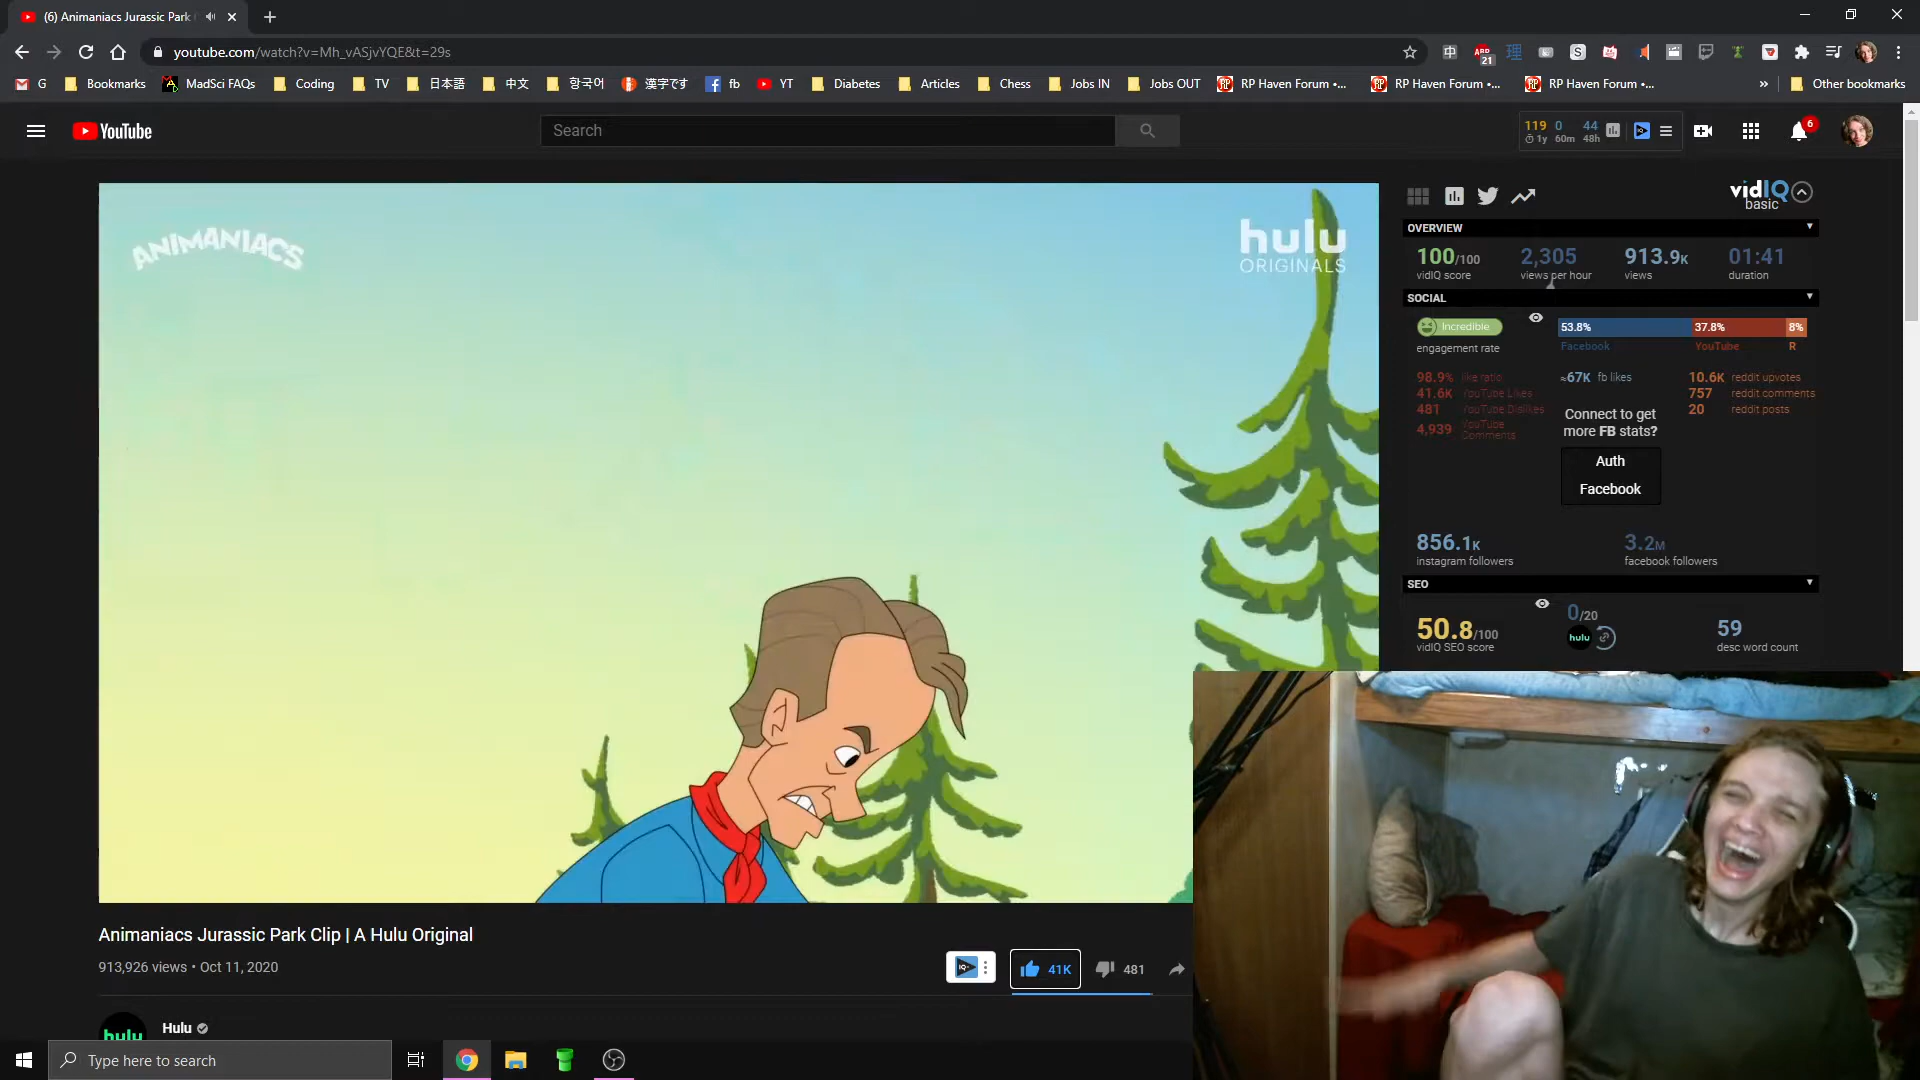 (6) Animaniacs Jurassic Park
youtube.com/watch?v=Mh_vASjvYQE&t=29s
中 ABP 21 理 S
G Bookmarks MadSci FAQs Coding TV 日本語 中文 한국어 漢字です fb YT Diabetes Articles Chess Jobs IN Jobs OUT RP Haven Forum •... RP Haven Forum •... RP Haven Forum •... » Other bookmarks
YouTube
Search
119 0 44
1y 60m 48h
6
ANIMANIACS
hulu
ORIGINALS
vidIQ
basic
OVERVIEW
100/100 2,305 913.9K 01:41
vidIQ score views per hour views duration
SOCIAL
Incredible 53.8% 37.8% 8%
engagement rate Facebook YouTube R
98.9% like ratio ≈67K fb likes 10.6K reddit upvotes
41.6K YouTube Likes 757 reddit comments
481 YouTube Dislikes 20 reddit posts
4,939 YouTube Comments
Connect to get
more FB stats?
Auth
Facebook
856.1K 3.2M
instagram followers facebook followers
SEO
50.8/100 0/20 59
vidIQ SEO score hulu desc word count
Animaniacs Jurassic Park Clip | A Hulu Original
913,926 views • Oct 11, 2020
IQ 41K 481
hulu Hulu
Type here to search